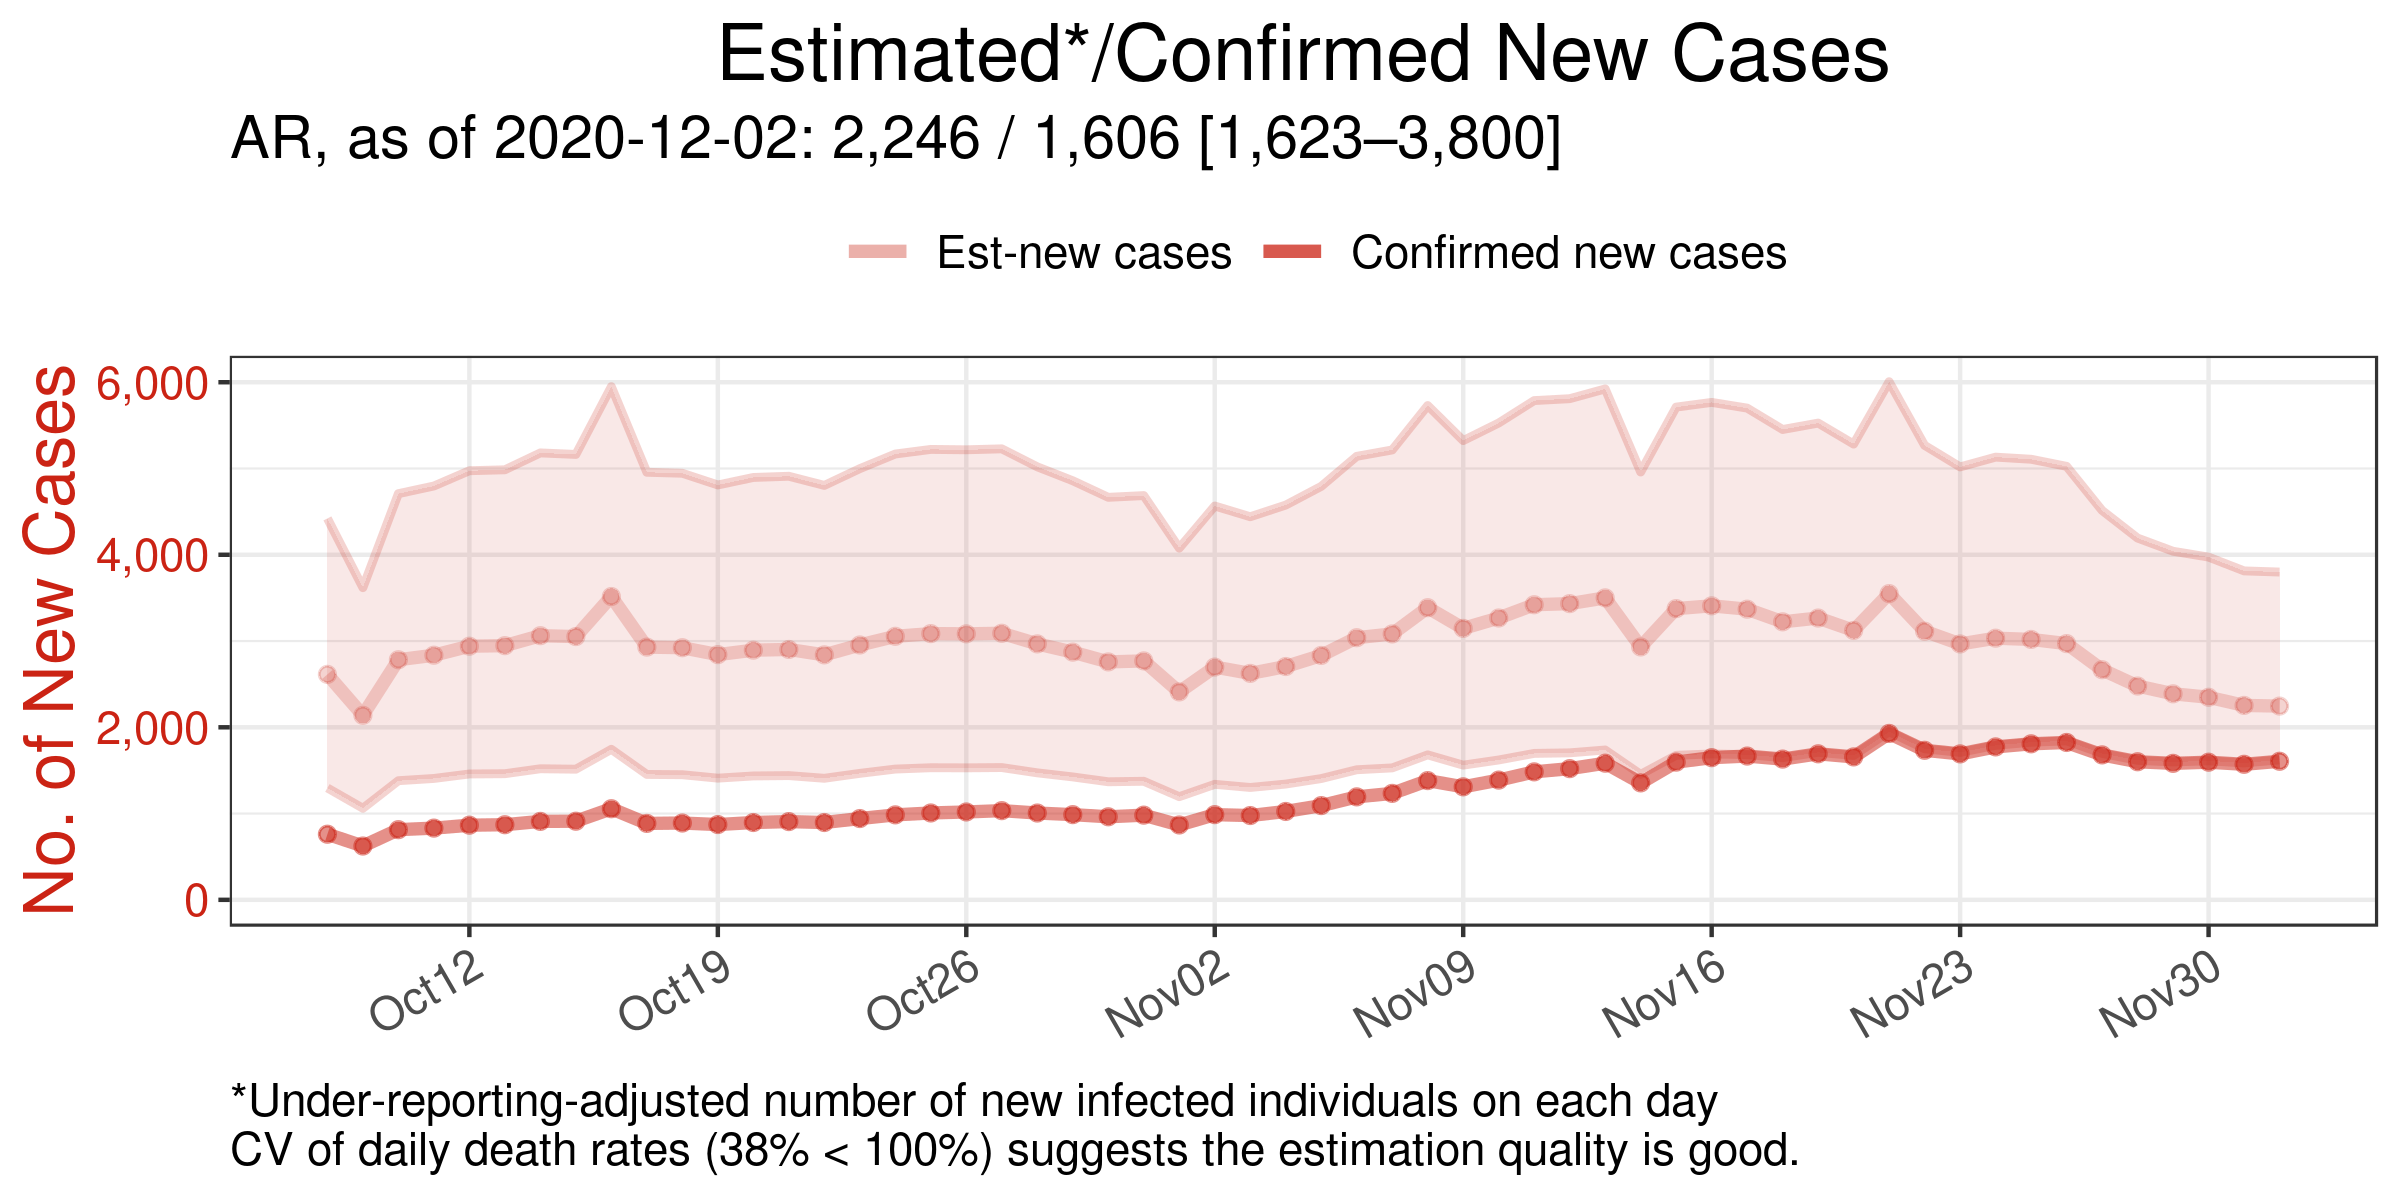 Estimated*/Confirmed New Cases
AR, as of 2020-12-02: 2,246 / 1,606 [1,623–3,800]
Est-new cases
Confirmed new cases
No. of New Cases
6,000
4,000
2,000
0
Oct12
Oct19
Oct26
Nov02
Nov09
Nov16
Nov23
Nov30
*Under-reporting-adjusted number of new infected individuals on each day
CV of daily death rates (38% < 100%) suggests the estimation quality is good.